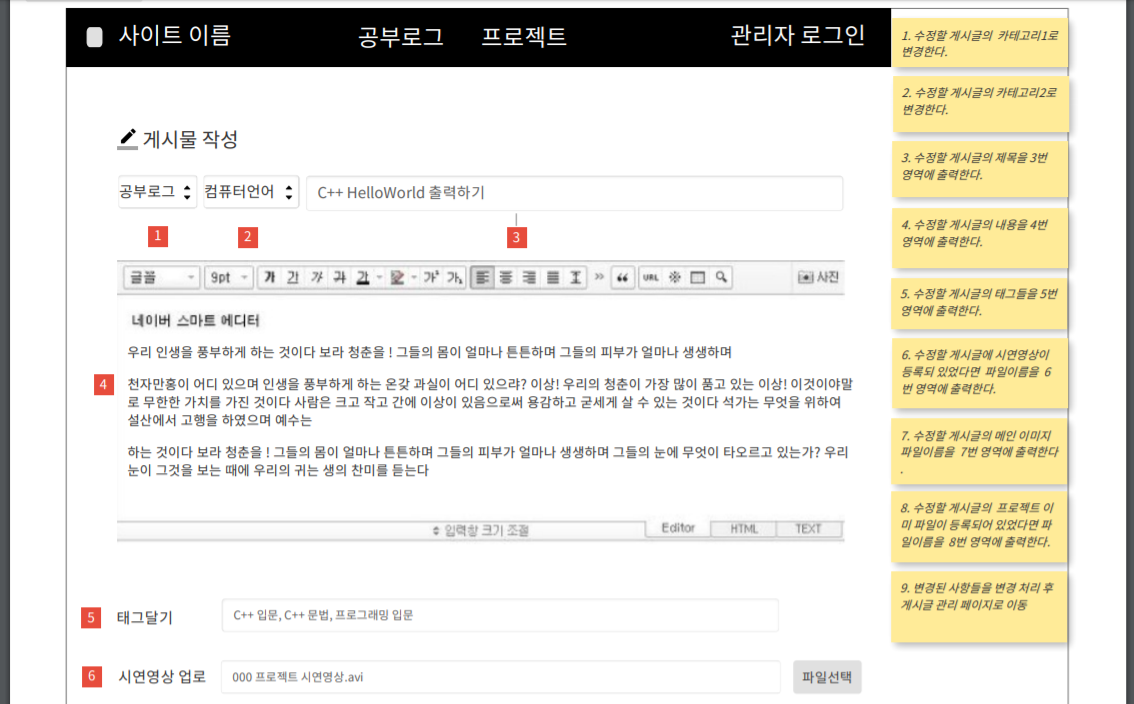 사이트 이름 공부로그 프로젝트 관리자 로그인
게시물 작성
공부로그 컴퓨터언어 C++ HelloWorld 출력하기
1 2 3
글꼴 9pt 가 간 가 가 간 가 가² 가₂ » “ URL ※ 사진
네이버 스마트 에디터
우리 인생을 풍부하게 하는 것이다 보라 청춘을 ! 그들의 몸이 얼마나 튼튼하며 그들의 피부가 얼마나 생생하며
4
천자만홍이 어디 있으며 인생을 풍부하게 하는 온갖 과실이 어디 있으랴? 이상! 우리의 청춘이 가장 많이 품고 있는 이상! 이것이야말
로 무한한 가치를 가진 것이다 사람은 크고 작고 간에 이상이 있음으로써 용감하고 굳세게 살 수 있는 것이다 석가는 무엇을 위하여
설산에서 고행을 하였으며 예수는
하는 것이다 보라 청춘을 ! 그들의 몸이 얼마나 튼튼하며 그들의 피부가 얼마나 생생하며 그들의 눈에 무엇이 타오르고 있는가? 우리
눈이 그것을 보는 때에 우리의 귀는 생의 찬미를 듣는다
입력창 크기 조절 Editor HTML TEXT
5 태그달기 C++ 입문, C++ 문법, 프로그래밍 입문
6 시연영상 업로 000 프로젝트 시연영상.avi 파일선택
1. 수정할 게시글의 카테고리1로
변경한다.
2. 수정할 게시글의 카테고리2로
변경한다.
3. 수정할 게시글의 제목을 3번
영역에 출력한다.
4. 수정할 게시글의 내용을 4번
영역에 출력한다.
5. 수정할 게시글의 태그들을 5번
영역에 출력한다.
6. 수정할 게시글에 시연영상이
등록되 있었다면 파일이름을 6
번 영역에 출력한다.
7. 수정할 게시글의 메인 이미지
파일이름을 7번 영역에 출력한다
.
8. 수정할 게시글의 프로젝트 이
미 파일이 등록되어 있었다면 파
일이름을 8번 영역에 출력한다.
9. 변경된 사항들을 변경 처리 후
게시글 관리 페이지로 이동